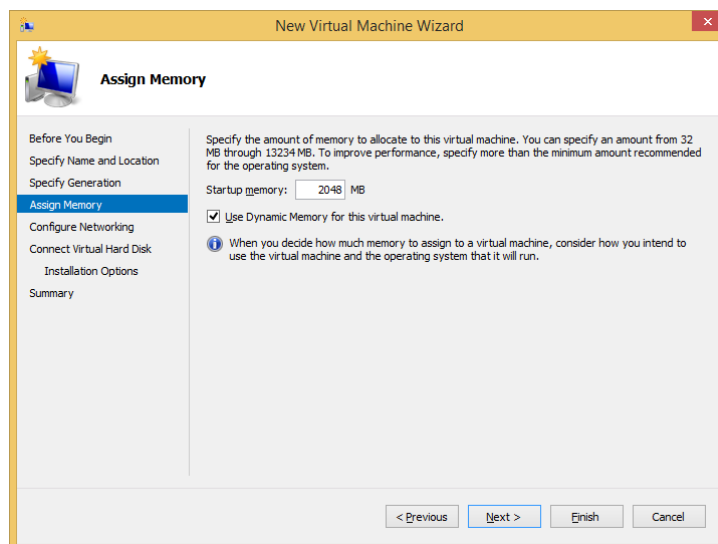 New Virtual Machine Wizard
Assign Memory
Before You Begin
Specify Name and Location
Specify Generation
Assign Memory
Configure Networking
Connect Virtual Hard Disk
Installation Options
Summary
Specify the amount of memory to allocate to this virtual machine. You can specify an amount from 32
MB through 13234 MB. To improve performance, specify more than the minimum amount recommended
for the operating system.
Startup memory: 2048 MB
Use Dynamic Memory for this virtual machine.
When you decide how much memory to assign to a virtual machine, consider how you intend to
use the virtual machine and the operating system that it will run.
< Previous Next > Finish Cancel